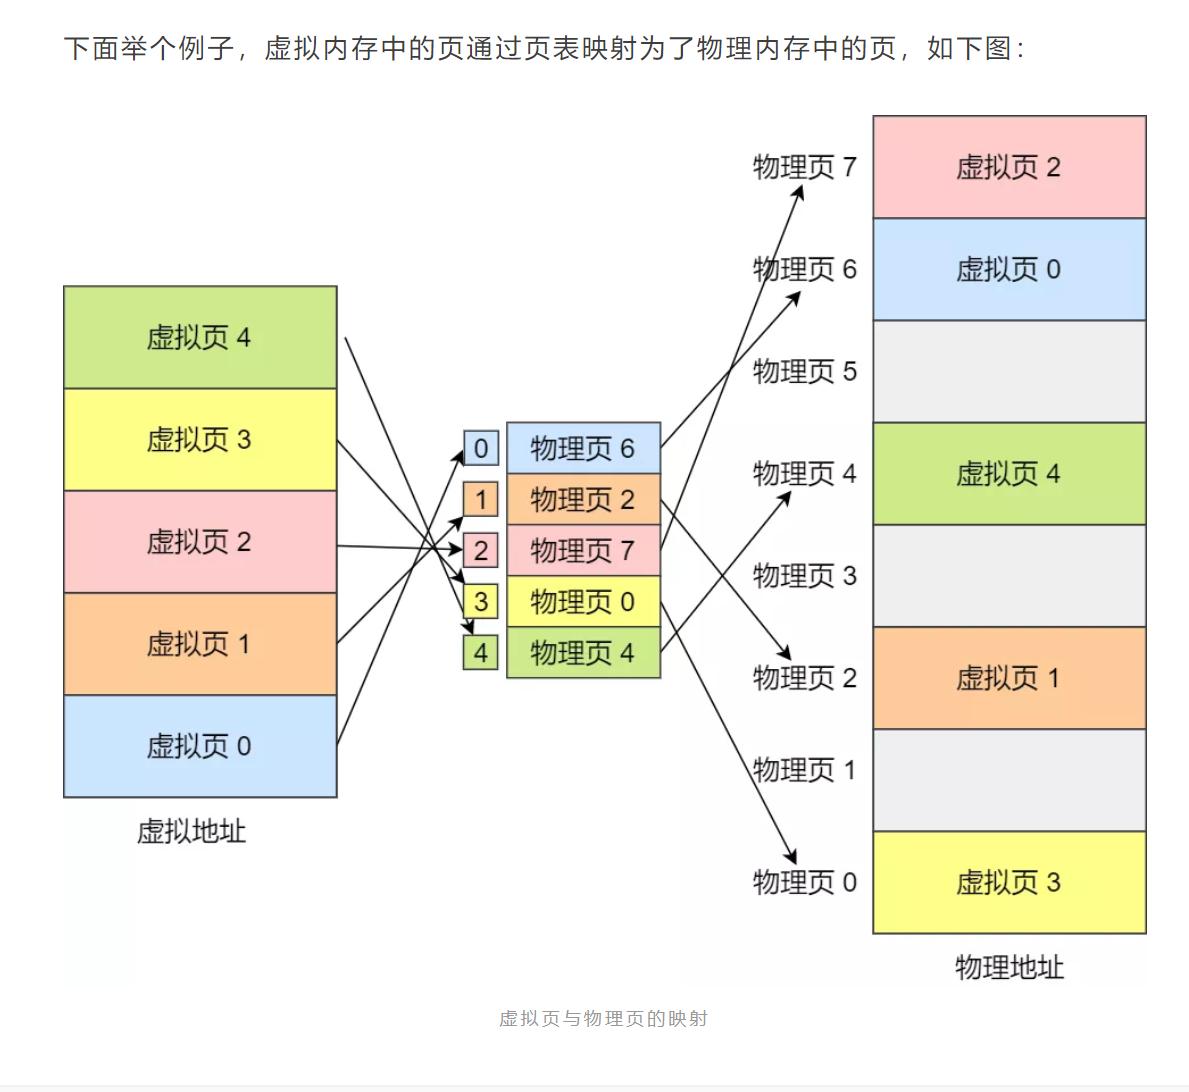 下面举个例子，虚拟内存中的页通过页表映射为了物理内存中的页，如下图：
虚拟页 4
虚拟页 3
虚拟页 2
虚拟页 1
虚拟页 0
虚拟地址
0 物理页 6
1 物理页 2
2 物理页 7
3 物理页 0
4 物理页 4
物理页 7 虚拟页 2
物理页 6 虚拟页 0
物理页 5
物理页 4 虚拟页 4
物理页 3
物理页 2 虚拟页 1
物理页 1
物理页 0 虚拟页 3
物理地址
虚拟页与物理页的映射